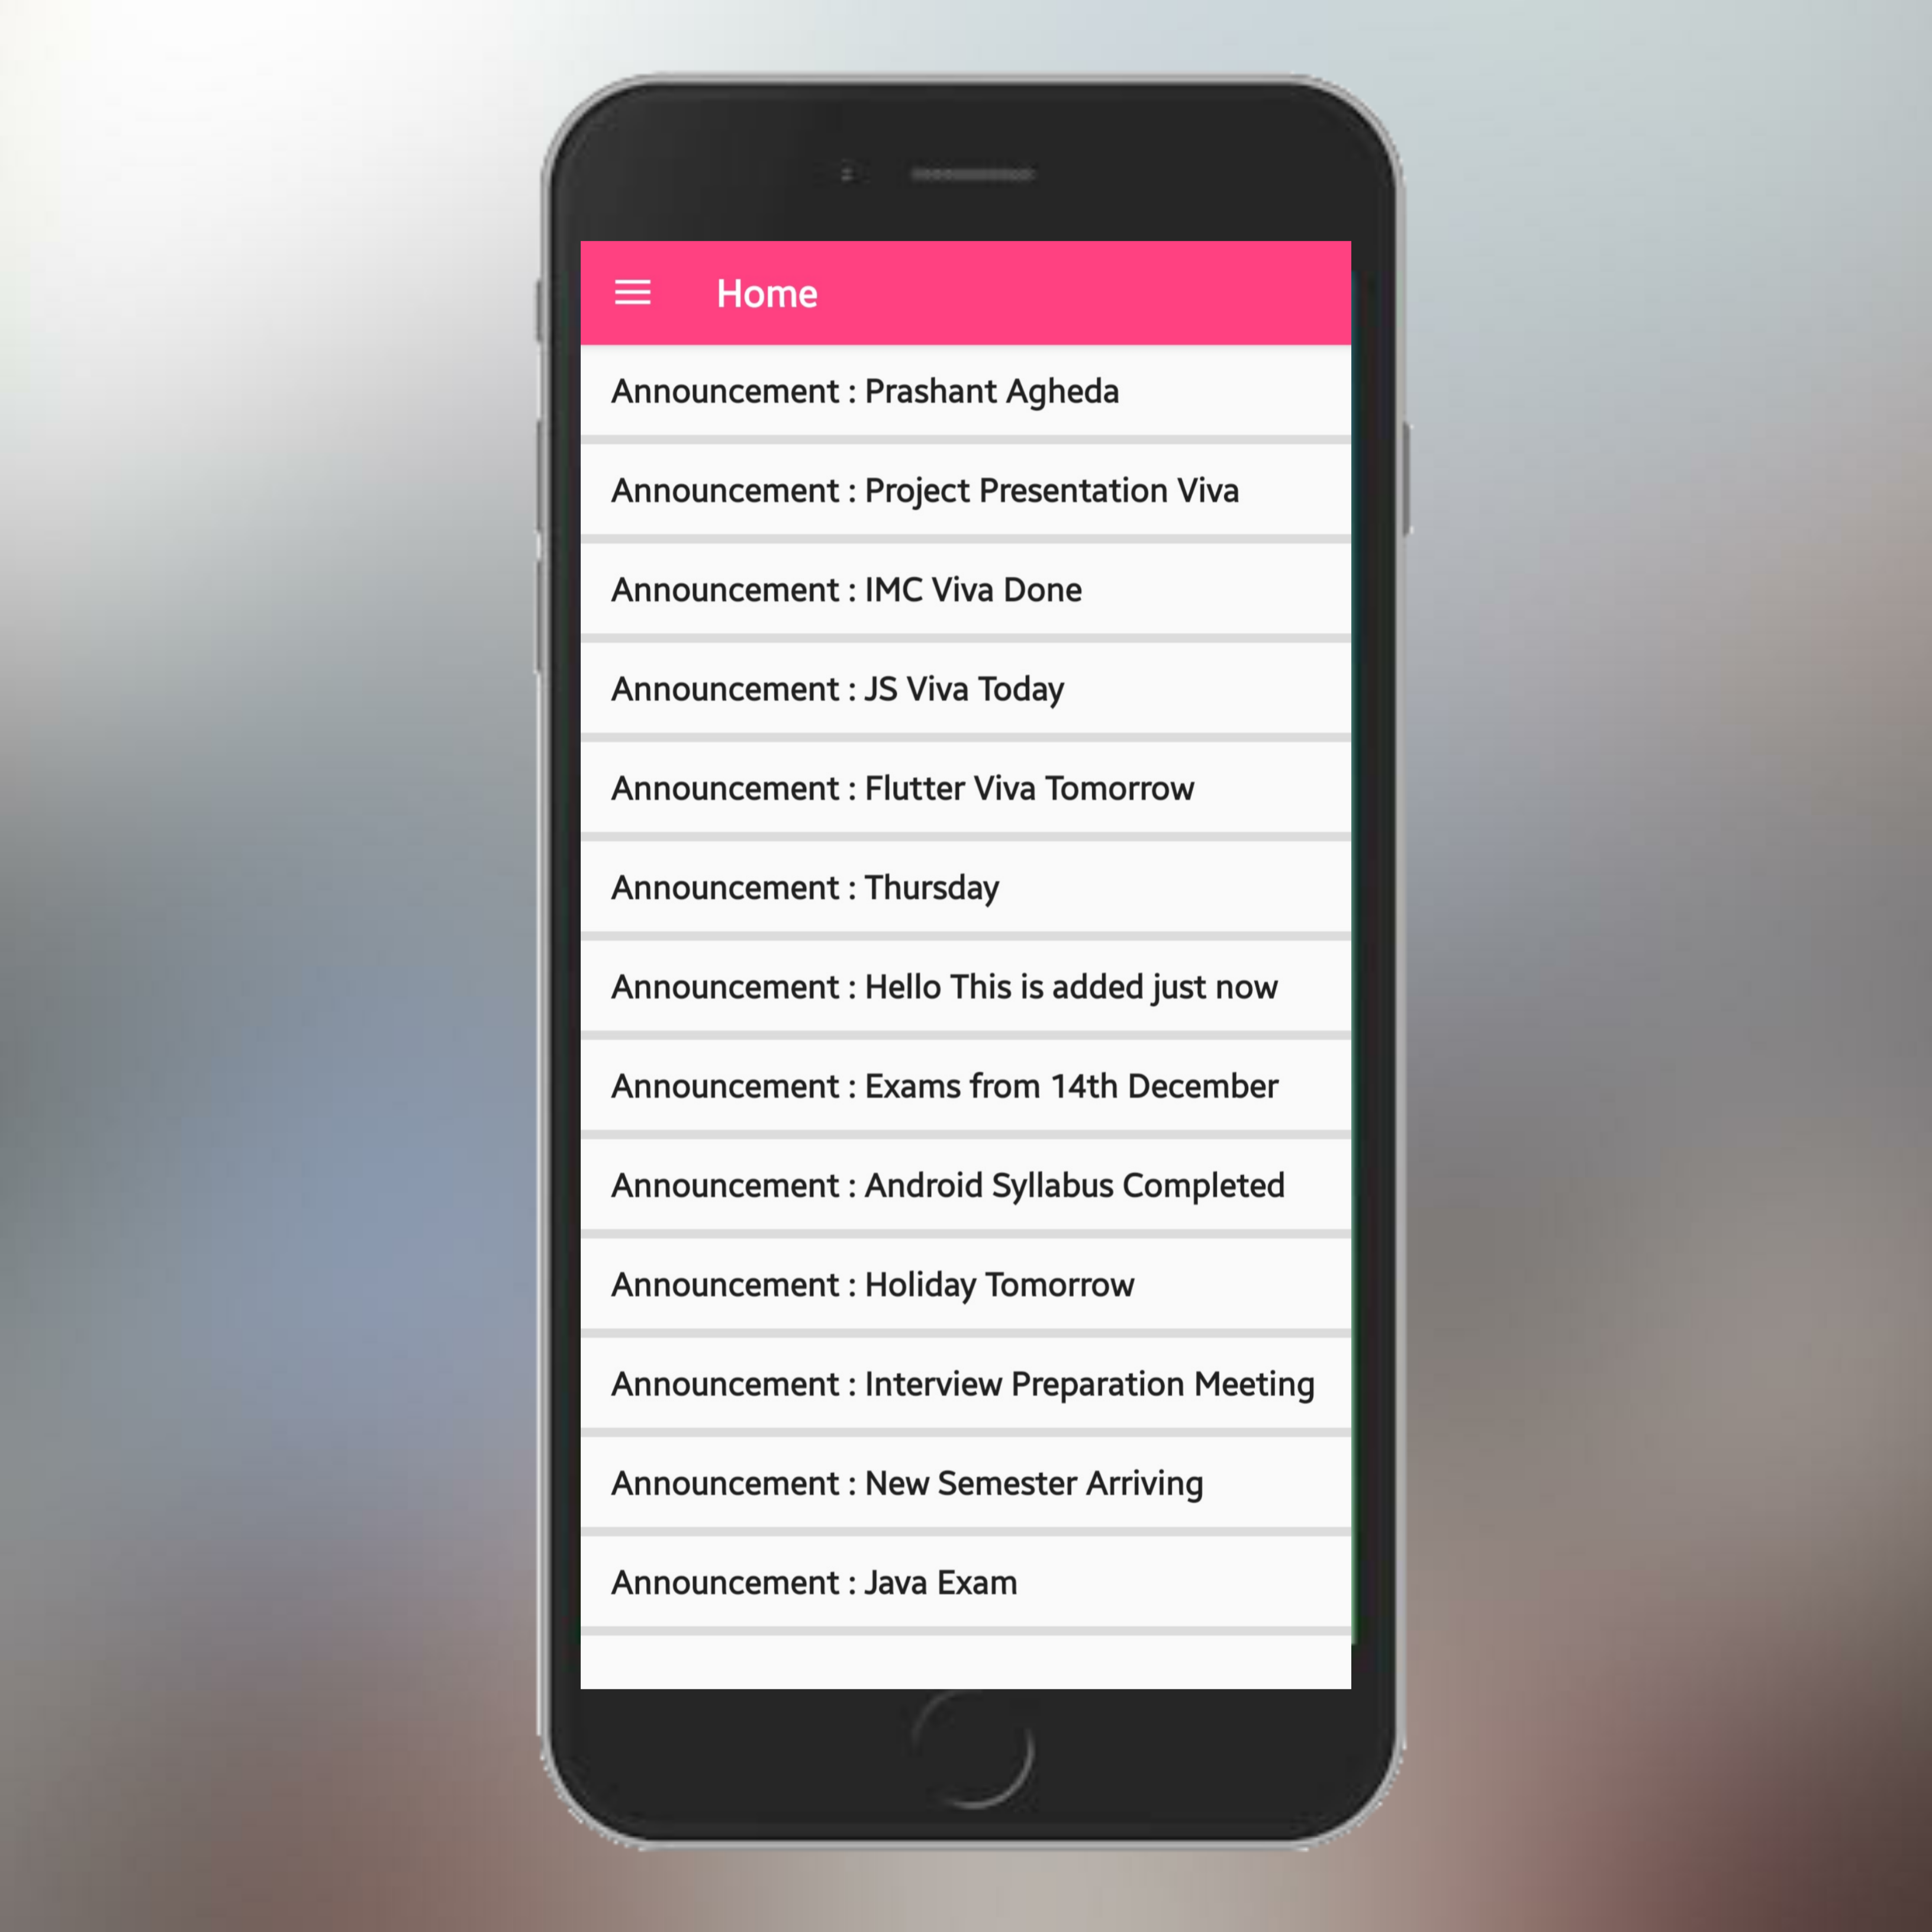 Home
Announcement : Prashant Agheda
Announcement : Project Presentation Viva
Announcement : IMC Viva Done
Announcement : JS Viva Today
Announcement : Flutter Viva Tomorrow
Announcement : Thursday
Announcement : Hello This is added just now
Announcement : Exams from 14th December
Announcement : Android Syllabus Completed
Announcement : Holiday Tomorrow
Announcement : Interview Preparation Meeting
Announcement : New Semester Arriving
Announcement : Java Exam